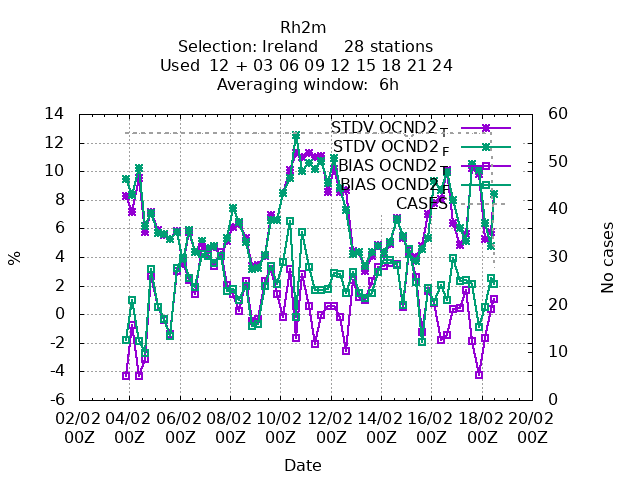 Rh2m
Selection: Ireland 28 stations
Used 12 + 03 06 09 12 15 18 21 24
Averaging window: 6h
14
12
10
8
6
4
2
0
-2
-4
-6
%
STDV OCND2 T
STDV OCND2 F
BIAS OCND2 T
BIAS OCND2 F
CASES
60
50
40
30
20
10
0
No cases
02/02 04/02 06/02 08/02 10/02 12/02 14/02 16/02 18/02 20/02
00Z 00Z 00Z 00Z 00Z 00Z 00Z 00Z 00Z 00Z
Date